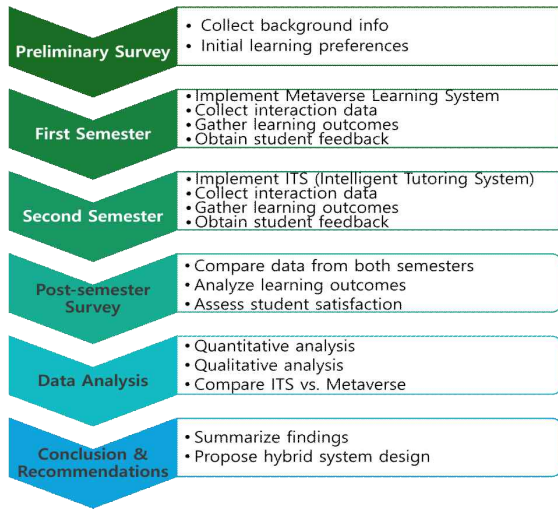 Preliminary Survey
• Collect background info
• Initial learning preferences
First Semester
• Implement Metaverse Learning System
• Collect interaction data
• Gather learning outcomes
• Obtain student feedback
Second Semester
• Implement ITS (Intelligent Tutoring System)
• Collect interaction data
• Gather learning outcomes
• Obtain student feedback
Post-semester
Survey
• Compare data from both semesters
• Analyze learning outcomes
• Assess student satisfaction
Data Analysis
• Quantitative analysis
• Qualitative analysis
• Compare ITS vs. Metaverse
Conclusion &
Recommendations
• Summarize findings
• Propose hybrid system design